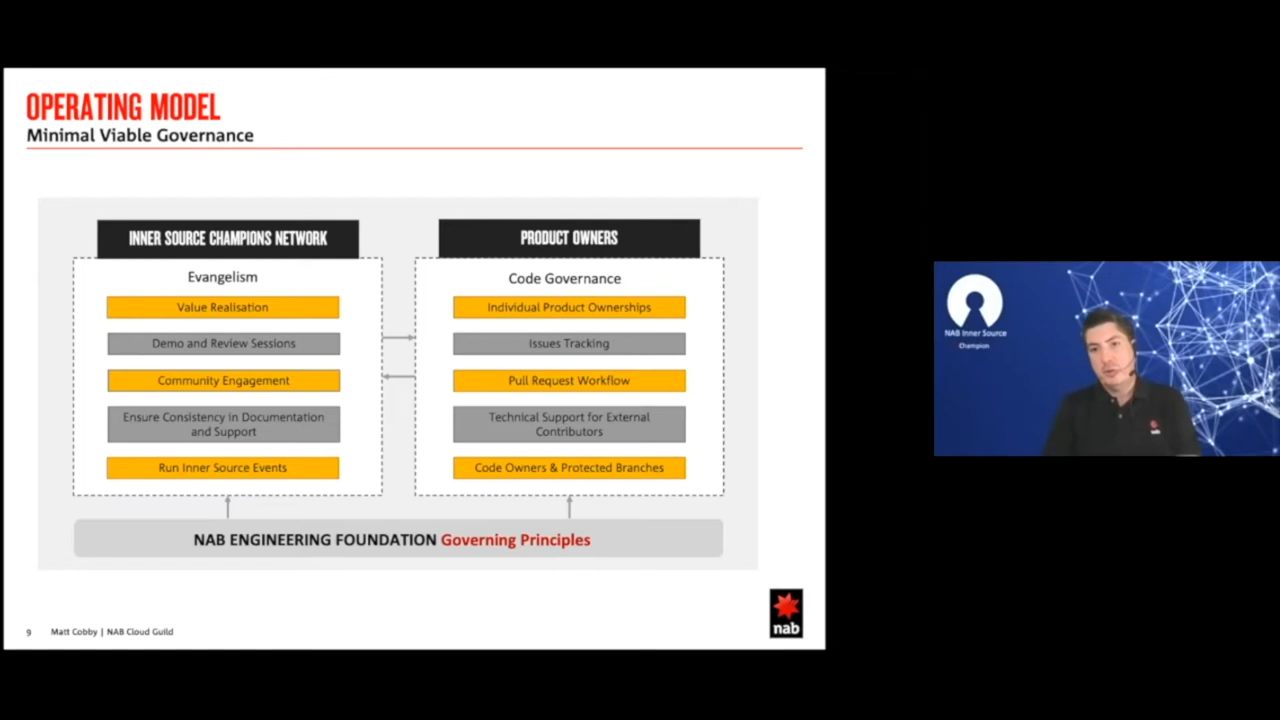 OPERATING MODEL
Minimal Viable Governance
INNER SOURCE CHAMPIONS NETWORK
Evangelism
Value Realisation
Demo and Review Sessions
Community Engagement
Ensure Consistency in Documentation
and Support
Run Inner Source Events
PRODUCT OWNERS
Code Governance
Individual Product Ownerships
Issues Tracking
Pull Request Workflow
Technical Support for External
Contributors
Code Owners & Protected Branches
NAB ENGINEERING FOUNDATION Governing Principles
9 Matt Cobby | NAB Cloud Guild
nab
NAB Inner Source
Champion
nab